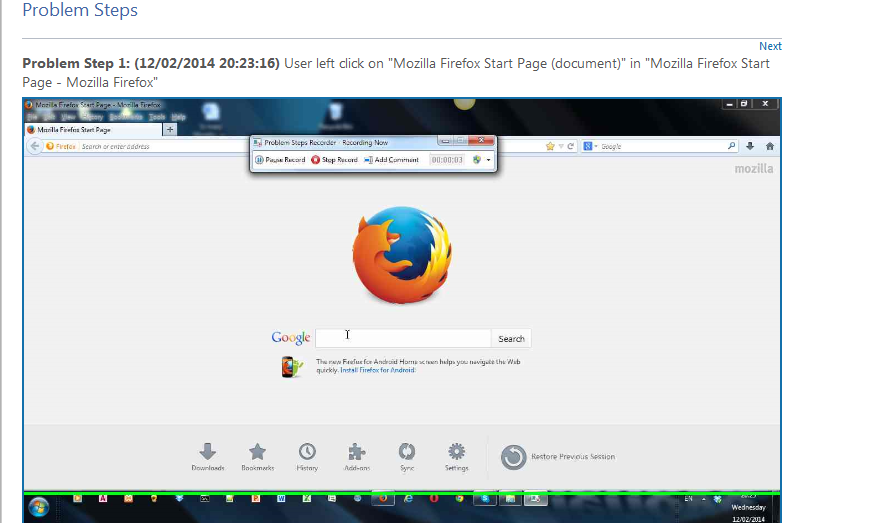 Problem Steps
Next
Problem Step 1: (12/02/2014 20:23:16) User left click on "Mozilla Firefox Start Page (document)" in "Mozilla Firefox Start
Page - Mozilla Firefox"
Mozilla Firefox Start Page - Mozilla Firefox
File Edit View History Bookmarks Tools Help
Mozilla Firefox Start Page +
Problem Steps Recorder - Recording Now
Firefox Search or enter address
Google
Pause Record Stop Record Add Comment 00:00:03
mozilla
Google Search
The new Firefox for Android Home screen helps you navigate the Web
quickly. Install Firefox for Android!
Downloads Bookmarks History Add-ons Sync Settings Restore Previous Session
EN
Wednesday
12/02/2014